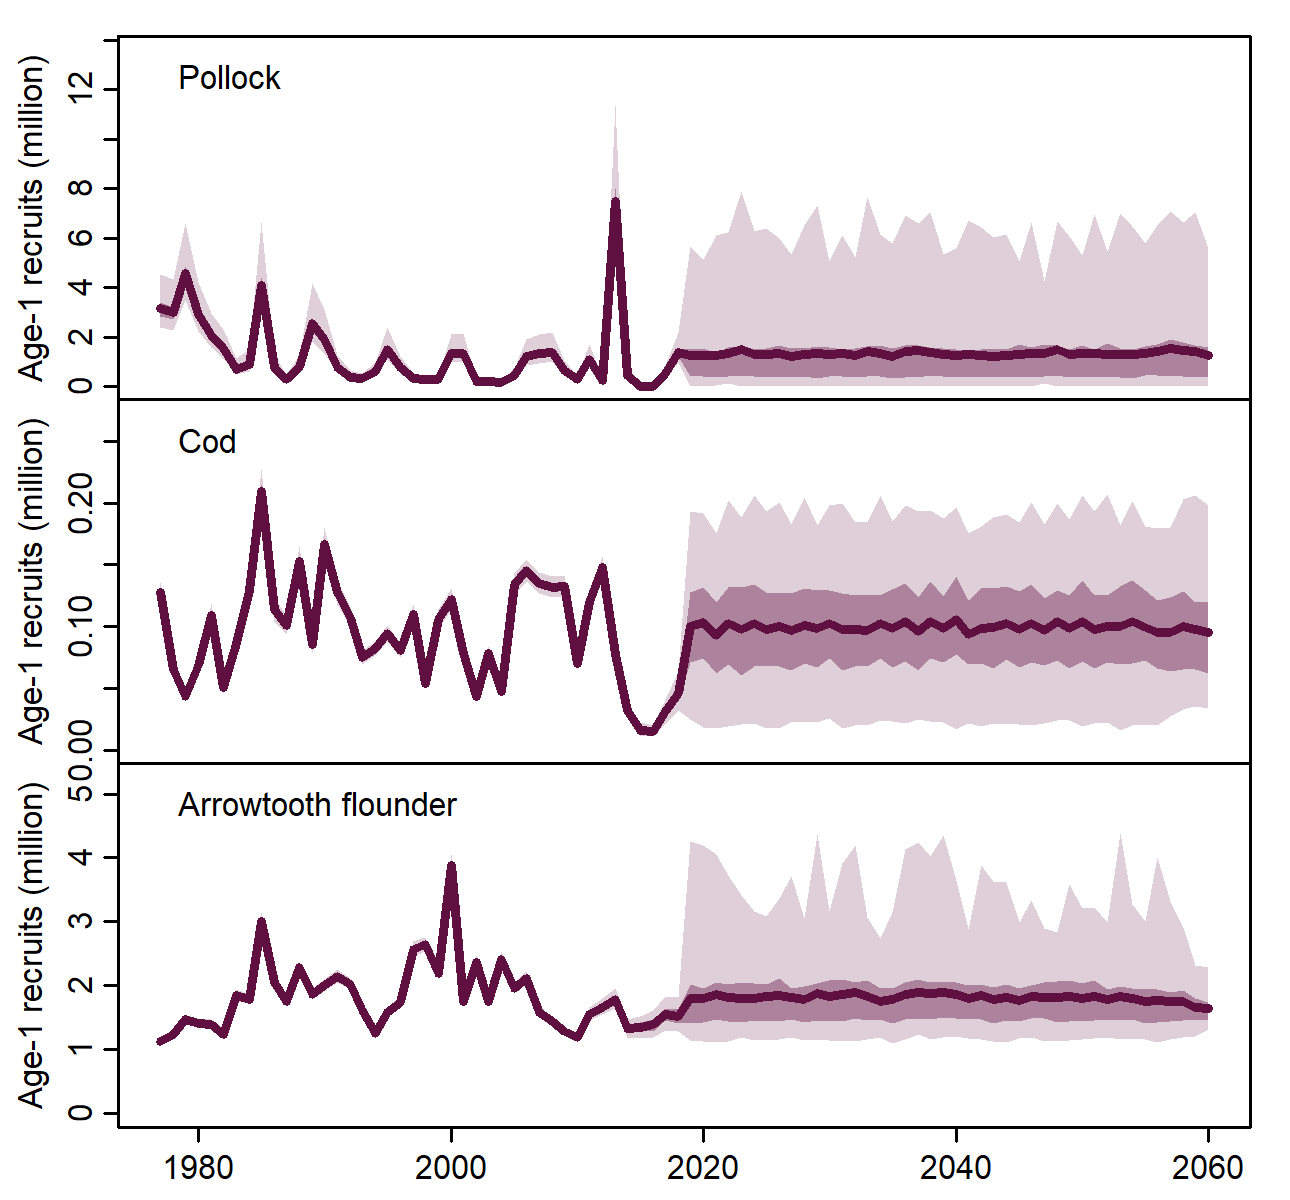 Age-1 recruits (million)
12
8
6
4
2
0
Pollock
Age-1 recruits (million)
0.20
0.10
0.00
Cod
Age-1 recruits (million)
5
4
3
2
1
0
Arrowtooth flounder
1980 2000 2020 2040 2060